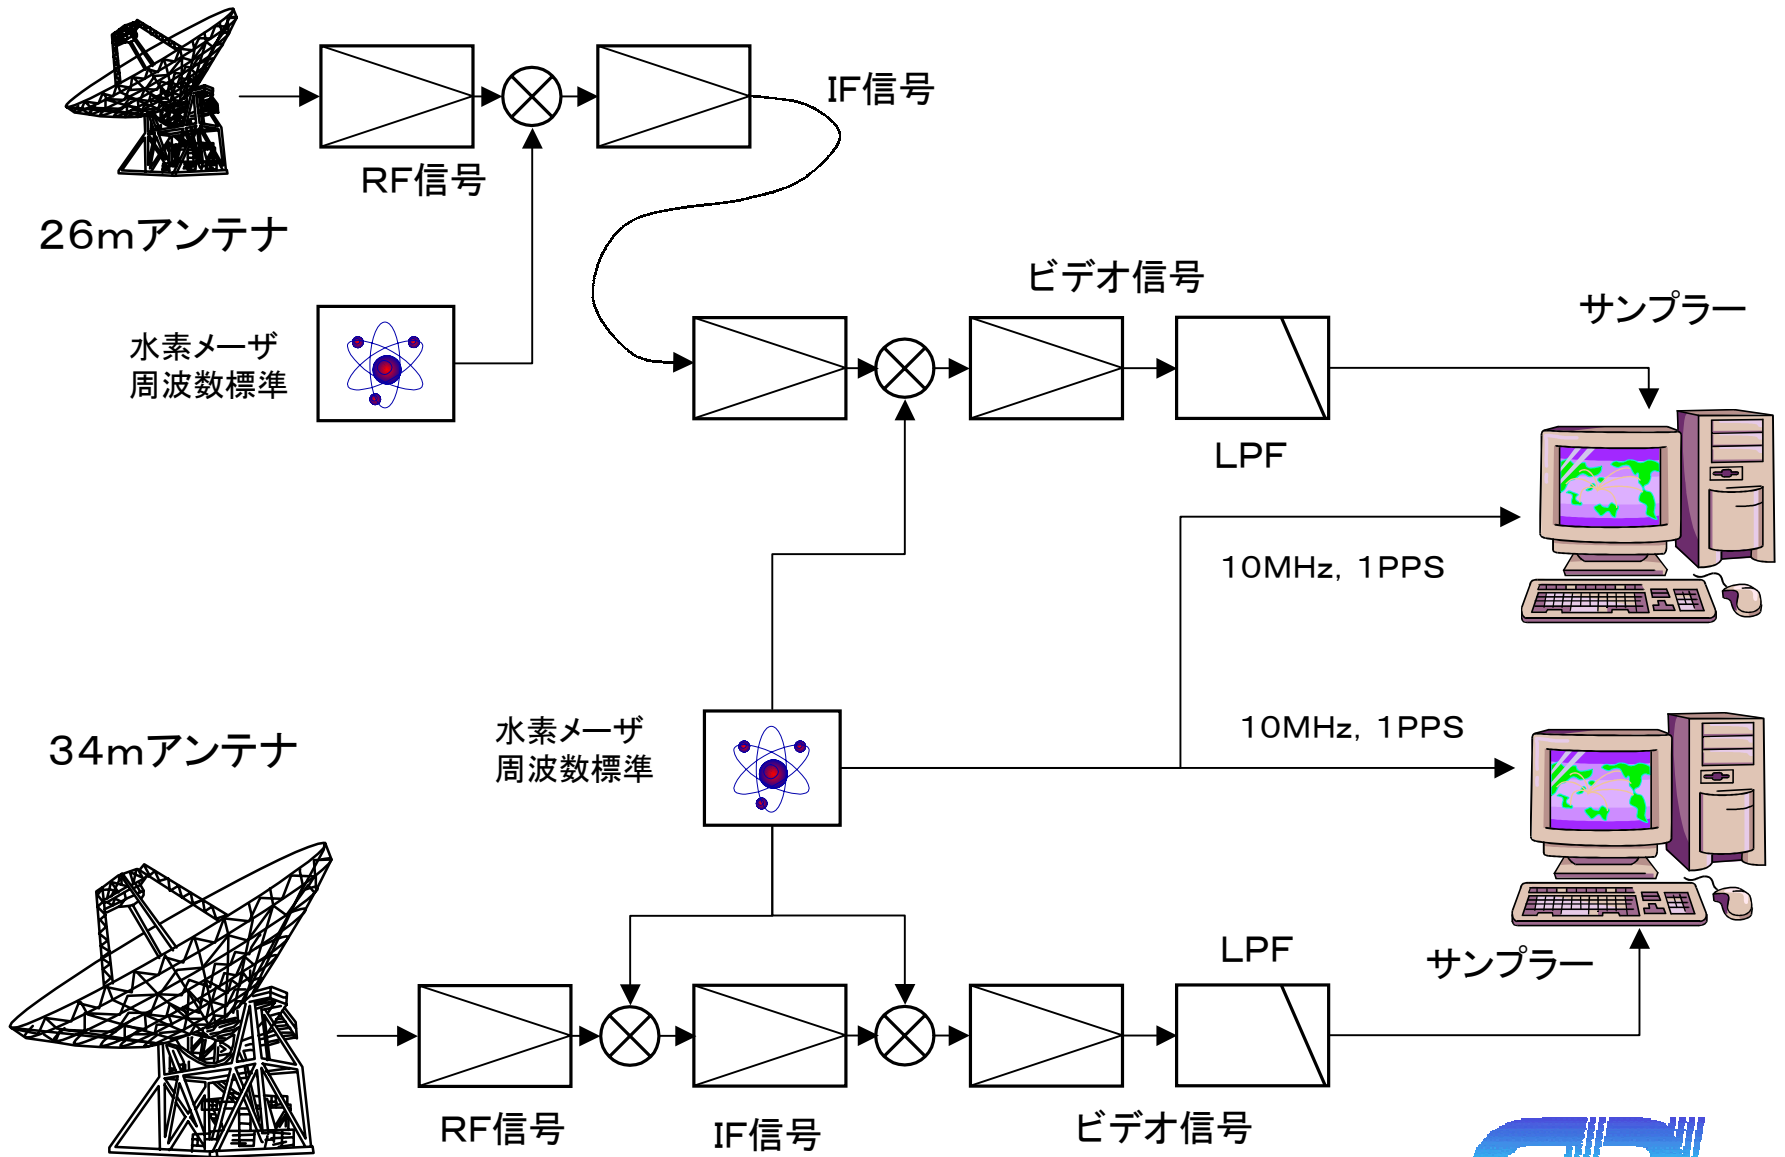 IF信号
RF信号
26mアンテナ
ビデオ信号
サンプラー
水素メーザ
周波数標準
LPF
10MHz, 1PPS
水素メーザ
周波数標準
10MHz, 1PPS
34mアンテナ
LPF
サンプラー
RF信号
IF信号
ビデオ信号